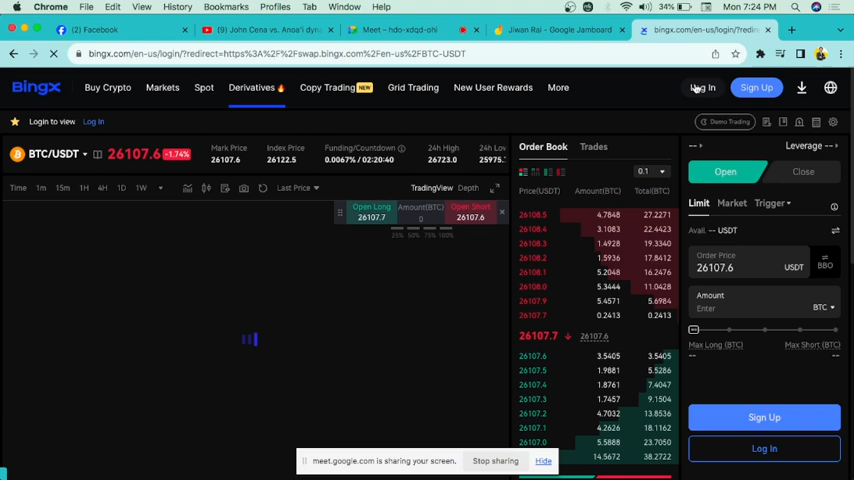 Chrome File Edit View History Bookmarks Profiles Tab Window Help 34% Mon 7:24 PM
(2) Facebook
(9) John Cena vs. Anoa'i dyn
Meet – hdo-xdqd-ohi
Jiwan Rai - Google Jamboard
bingx.com/en-us/login/?redire
bingx.com/en-us/login/?redirect=https%3A%2F%2Fswap.bingx.com%2Fen-us%2FBTC-USDT
BingX Buy Crypto Markets Spot Derivatives Copy Trading NEW Grid Trading New User Rewards More Log In Sign Up
Login to view Log In Demo Trading
BTC/USDT 26107.6 -1.74%
Mark Price
26107.6
Index Price
26122.5
Funding/Countdown
0.0067% / 02:20:40
24h High
26723.0
24h Low
25975.
Time 1m 15m 1H 4H 1D 1W Last Price TradingView Depth
Open Long
26107.7
Amount(BTC)
0
Open Short
26107.6
25% 50% 75% 100%
Order Book Trades
0.1
Price(USDT) Amount(BTC) Total(BTC)
26108.5 4.7848 27.2271
26108.4 3.1083 22.4423
26108.3 1.4928 19.3340
26108.2 1.5936 17.8412
26108.1 5.2048 16.2476
26108.0 5.3444 11.0428
26107.9 5.4571 5.6984
26107.7 0.2413 0.2413
26107.7 26107.6
26107.6 3.5405 3.5405
26107.5 1.9881 5.5286
26107.4 1.8761 7.4047
26107.3 1.7457 9.1504
26107.2 4.7032 13.8536
26107.1 4.2626 18.1162
26107.0 5.5888 23.7050
14.5672 38.2722
-- Leverage --
Open Close
Limit Market Trigger
Avail. -- USDT
Order Price
26107.6 USDT
BBO
Amount
Enter BTC
Max Long (BTC) Max Short (BTC)
-- --
Sign Up
Log In
meet.google.com is sharing your screen. Stop sharing Hide